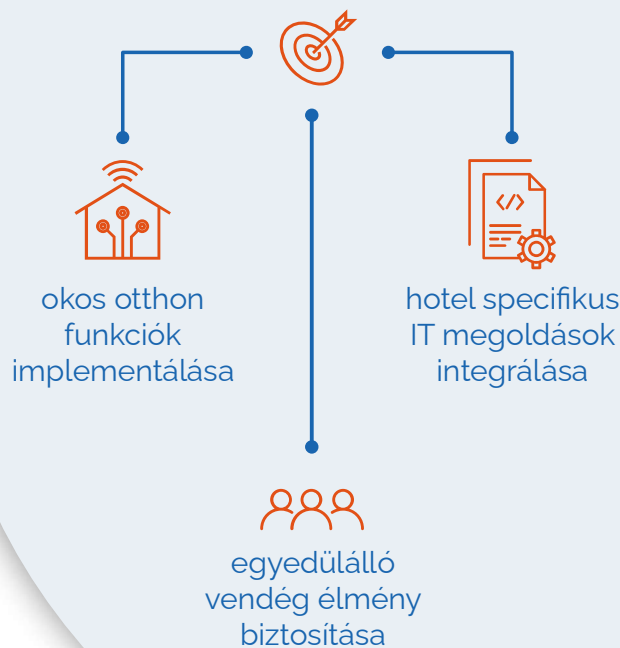 okos otthon
funkciók
implementálása
hotel specifikus
IT megoldások
integrálása
egyedülálló
vendég élmény
biztosítása